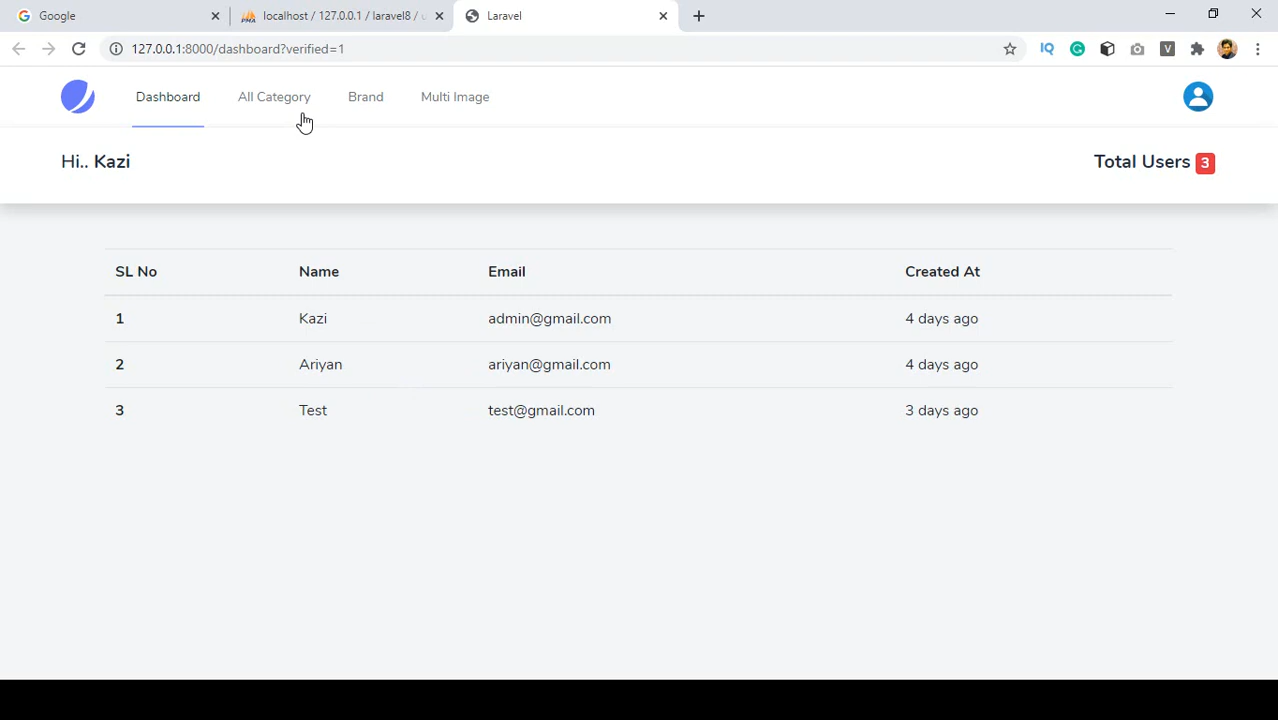 Google
localhost / 127.0.0.1 / laravel8 /
Laravel
127.0.0.1:8000/dashboard?verified=1
IQ
V
Dashboard
All Category
Brand
Multi Image
Hi.. Kazi
Total Users 3
SL No Name Email Created At
1 Kazi admin@gmail.com 4 days ago
2 Ariyan ariyan@gmail.com 4 days ago
3 Test test@gmail.com 3 days ago